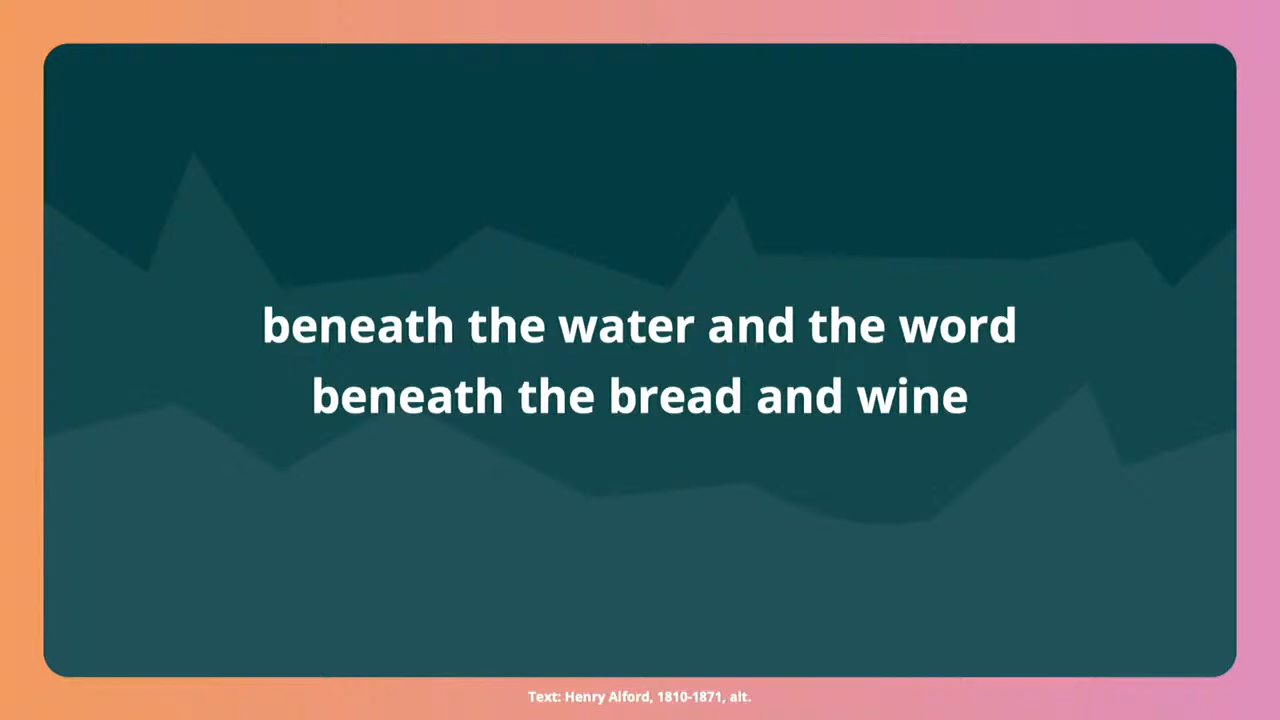 beneath the water and the word
beneath the bread and wine
Text: Henry Alford, 1810-1871, alt.